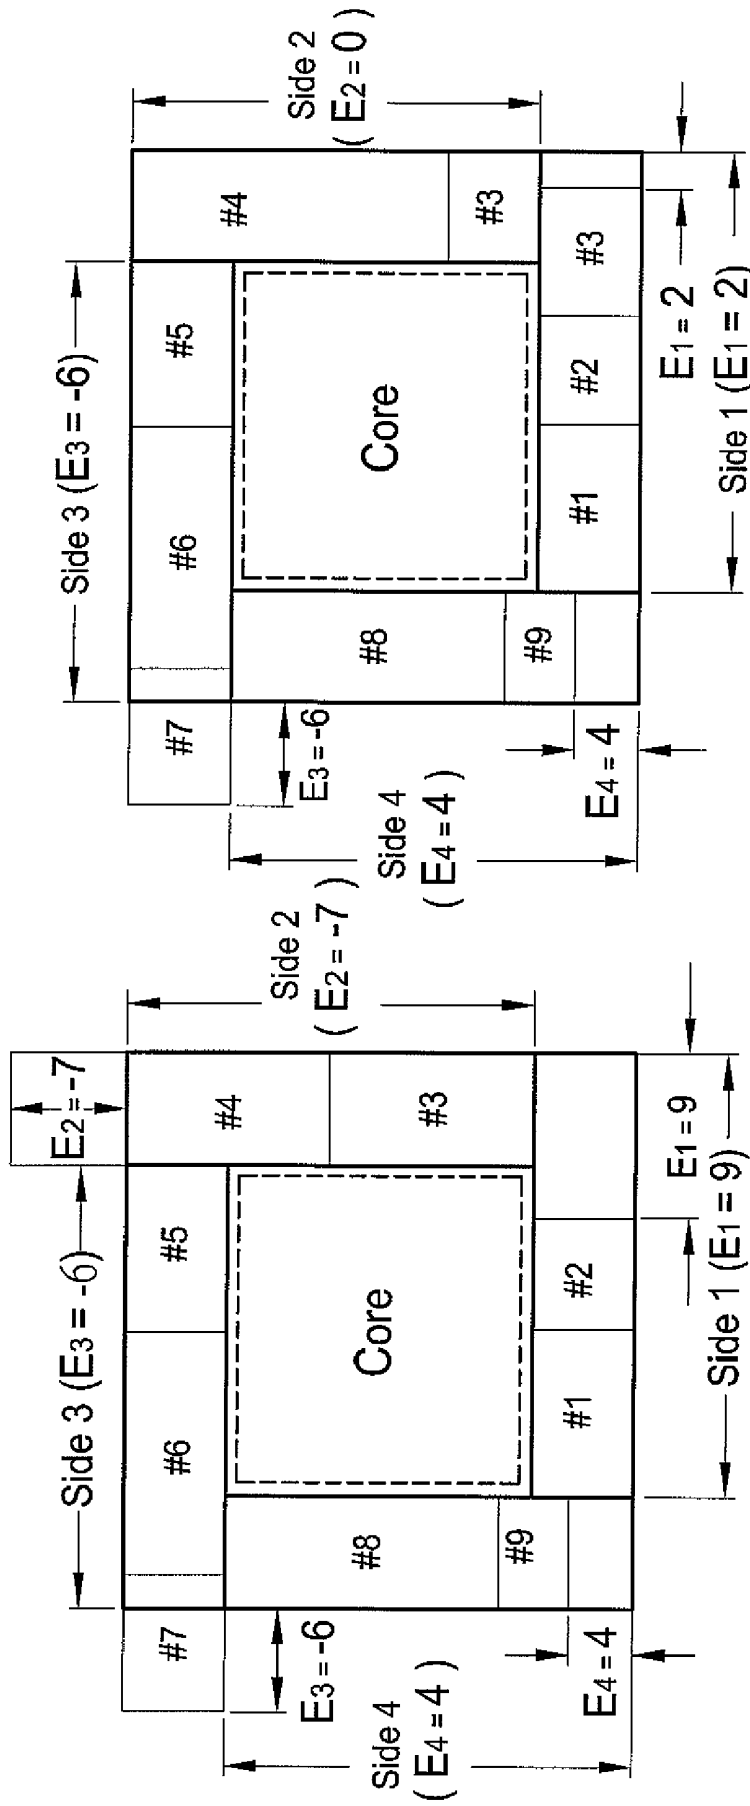 Side 3 (E3 = -6)
E2 = -7
#7
#6
#5
#4
Side 2
( E2 = -7 )
E3 = -6
#8
Core
#3
Side 4
( E4 = 4 )
#9
#1
#2
E4 = 4
E1 = 9
Side 1 (E1 = 9)
Side 3 (E3 = -6)
#7
#6
#5
#4
Side 2
( E2 = 0 )
E3 = -6
#8
Core
#3
Side 4
( E4 = 4 )
#9
#1
#2
#3
E4 = 4
E1 = 2
Side 1 (E1 = 2)